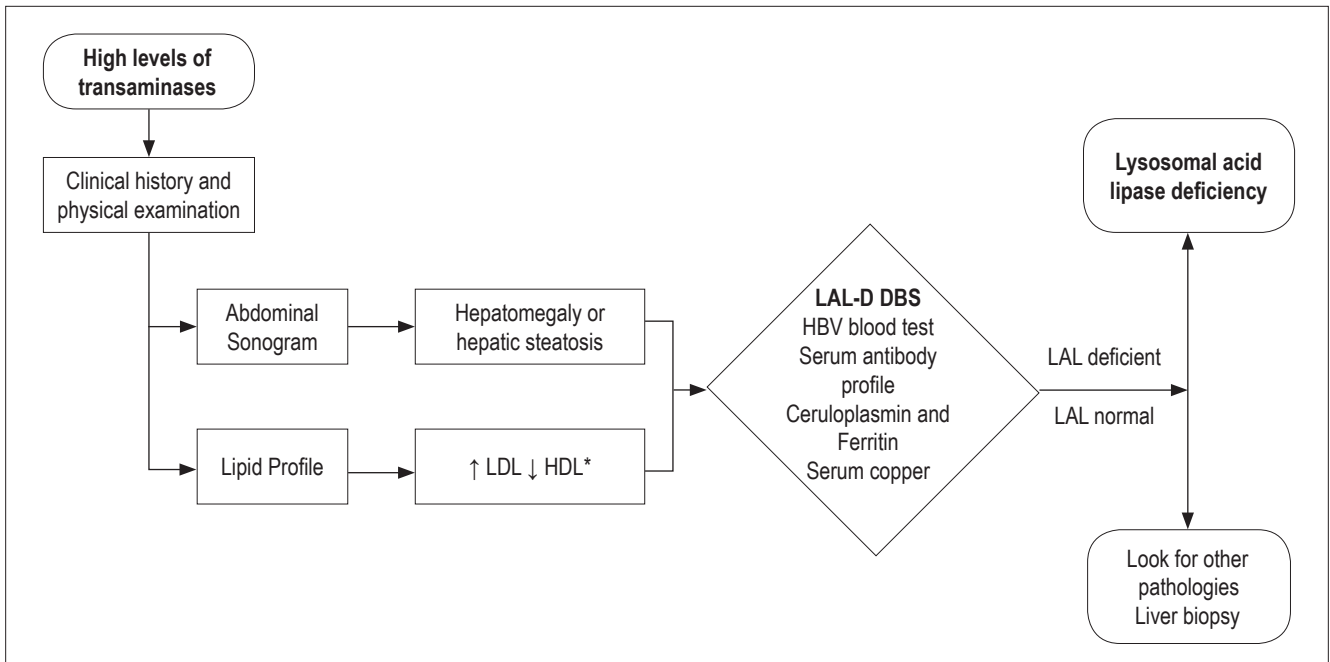 High levels of
transaminases
Clinical history and
physical examination
Abdominal
Sonogram
Hepatomegaly or
hepatic steatosis
Lipid Profile
↑ LDL ↓ HDL*
LAL-D DBS
HBV blood test
Serum antibody
profile
Ceruloplasmin and
Ferritin
Serum copper
LAL deficient
LAL normal
Lysosomal acid
lipase deficiency
Look for other
pathologies
Liver biopsy